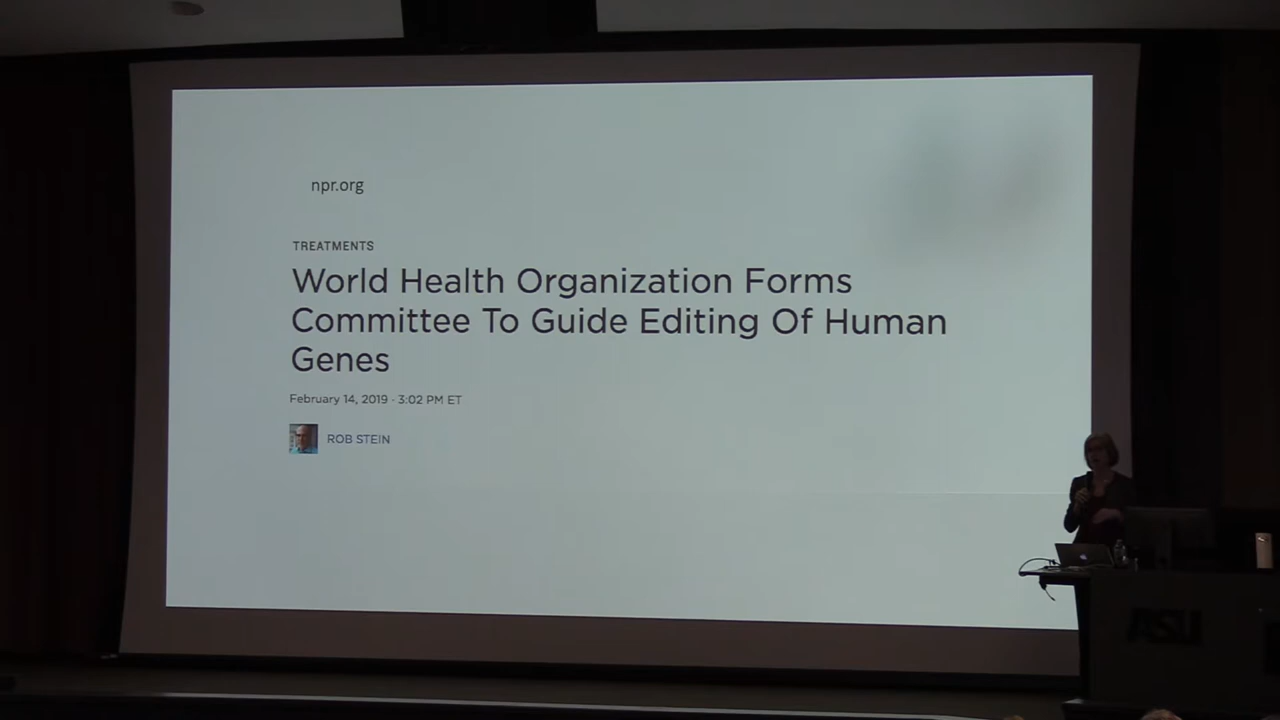 npr.org
TREATMENTS
World Health Organization Forms
Committee To Guide Editing Of Human
Genes
February 14, 2019 · 3:02 PM ET
ROB STEIN
ASU